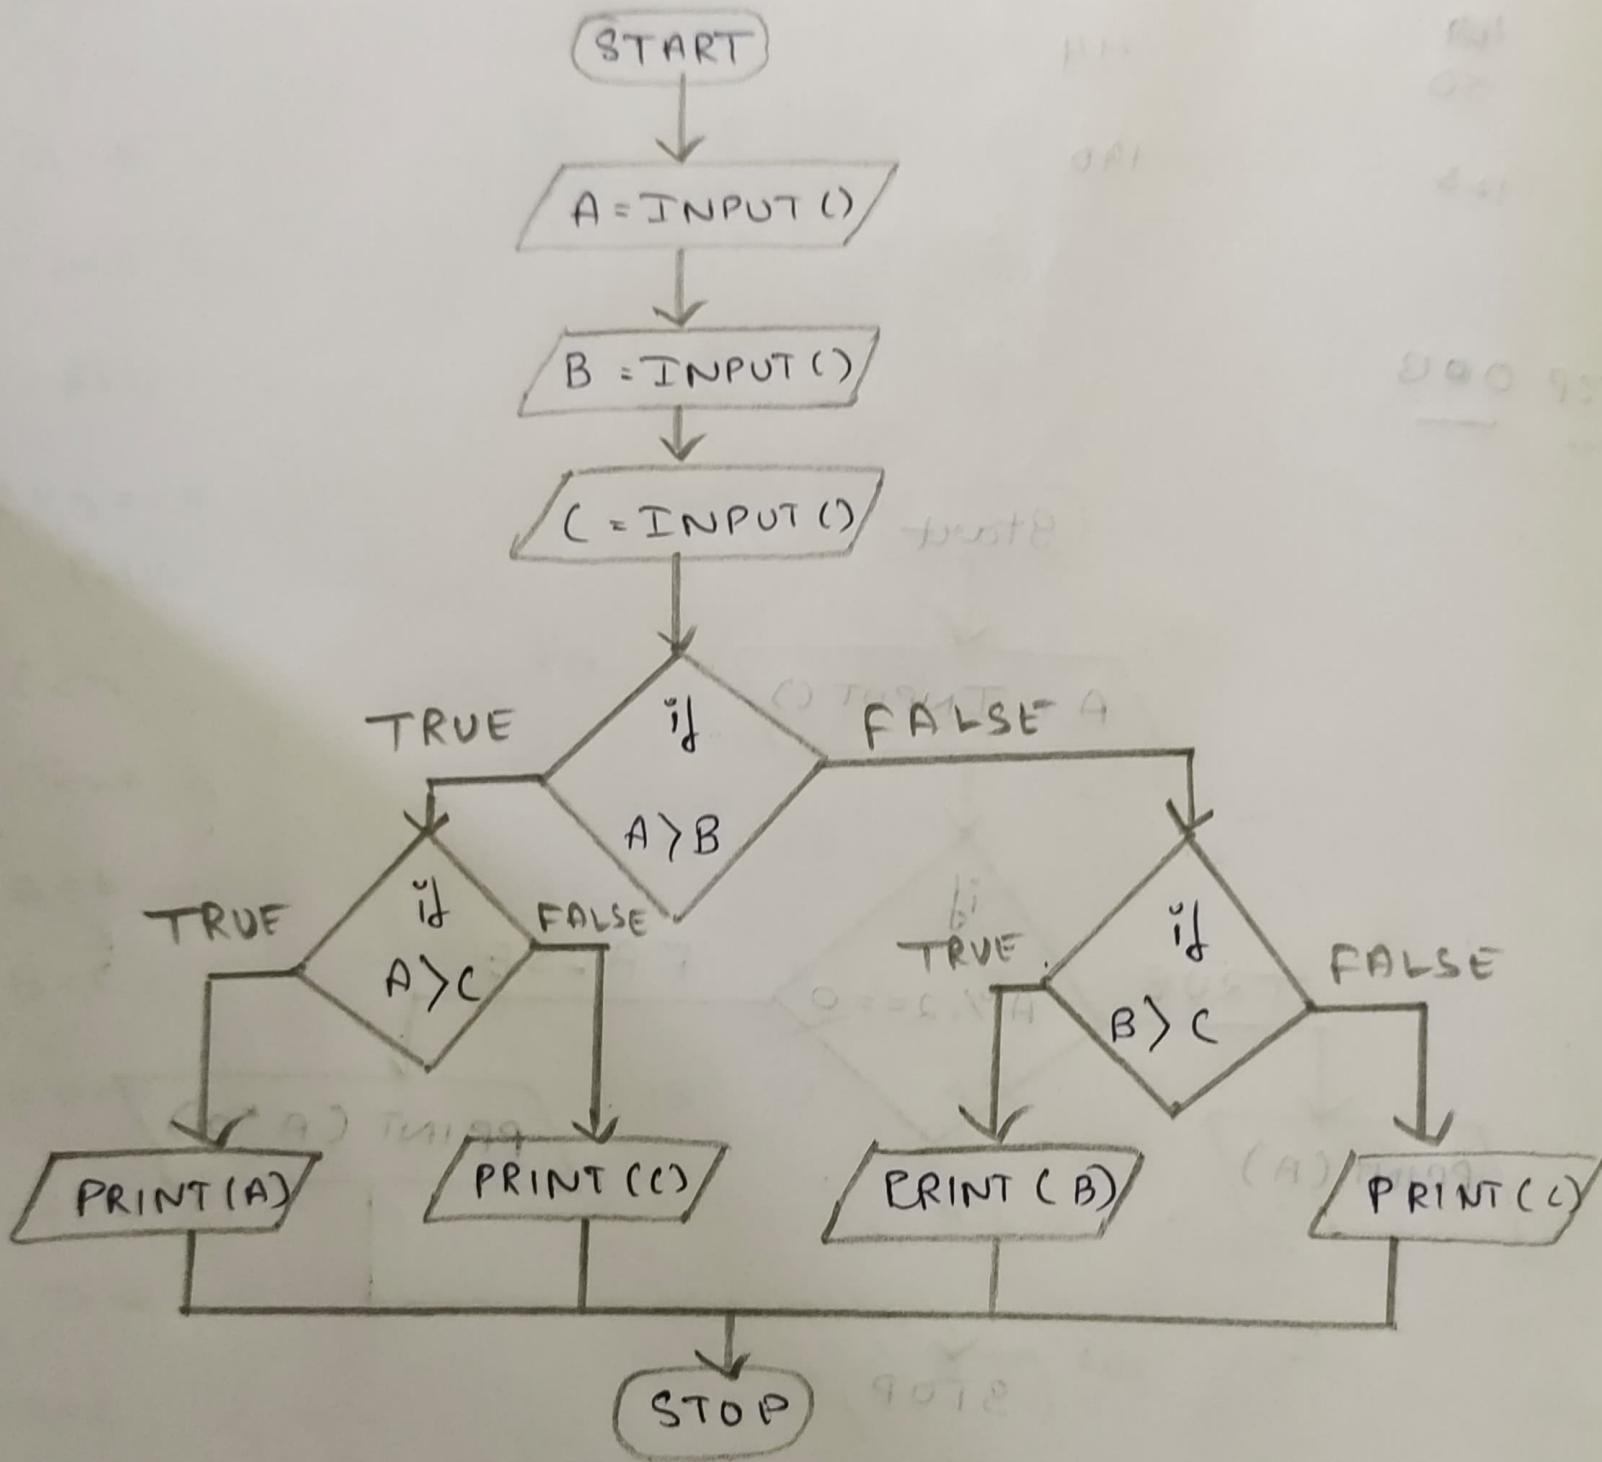 START
A = INPUT ()
B = INPUT ()
C = INPUT ()
if
A > B
TRUE
FALSE
if
A > C
TRUE
FALSE
if
B > C
TRUE
FALSE
PRINT (A)
PRINT (C)
PRINT ( B )
PRINT (C)
STOP